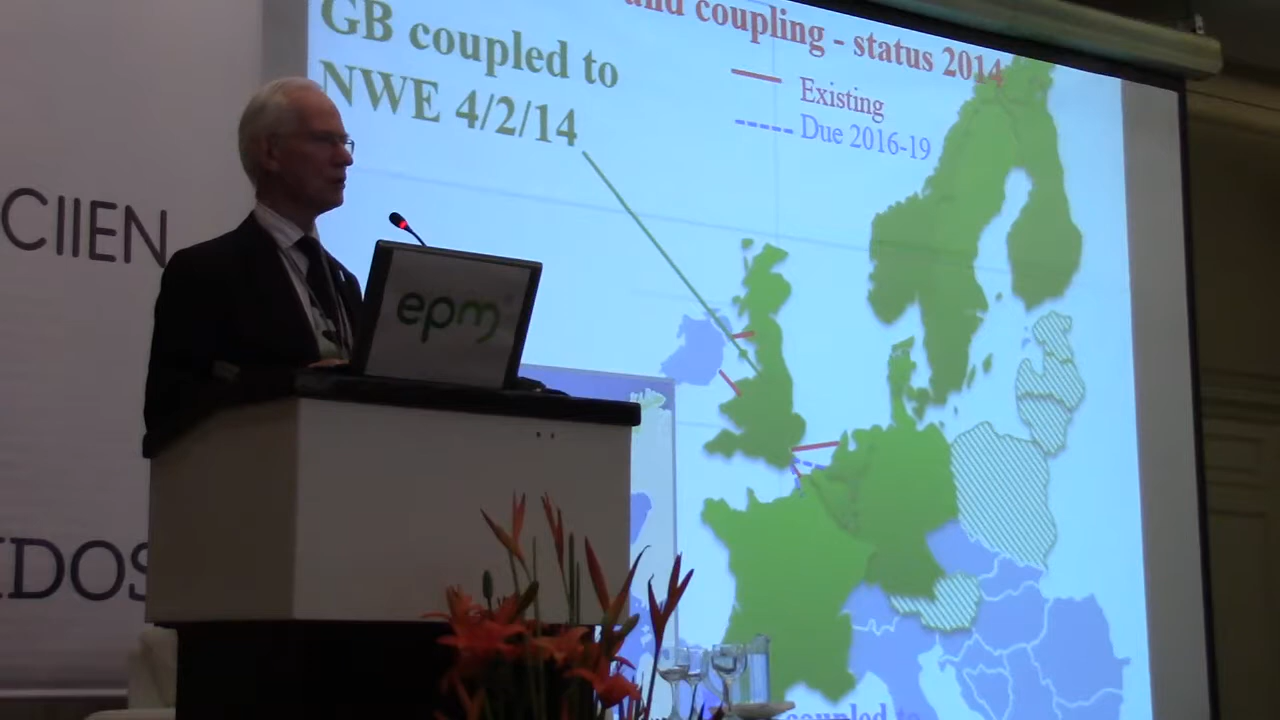 and coupling - status 2014
GB coupled to
NWE 4/2/14
Existing
Due 2016-19
CIIEN
epm
IDOS
coupled to